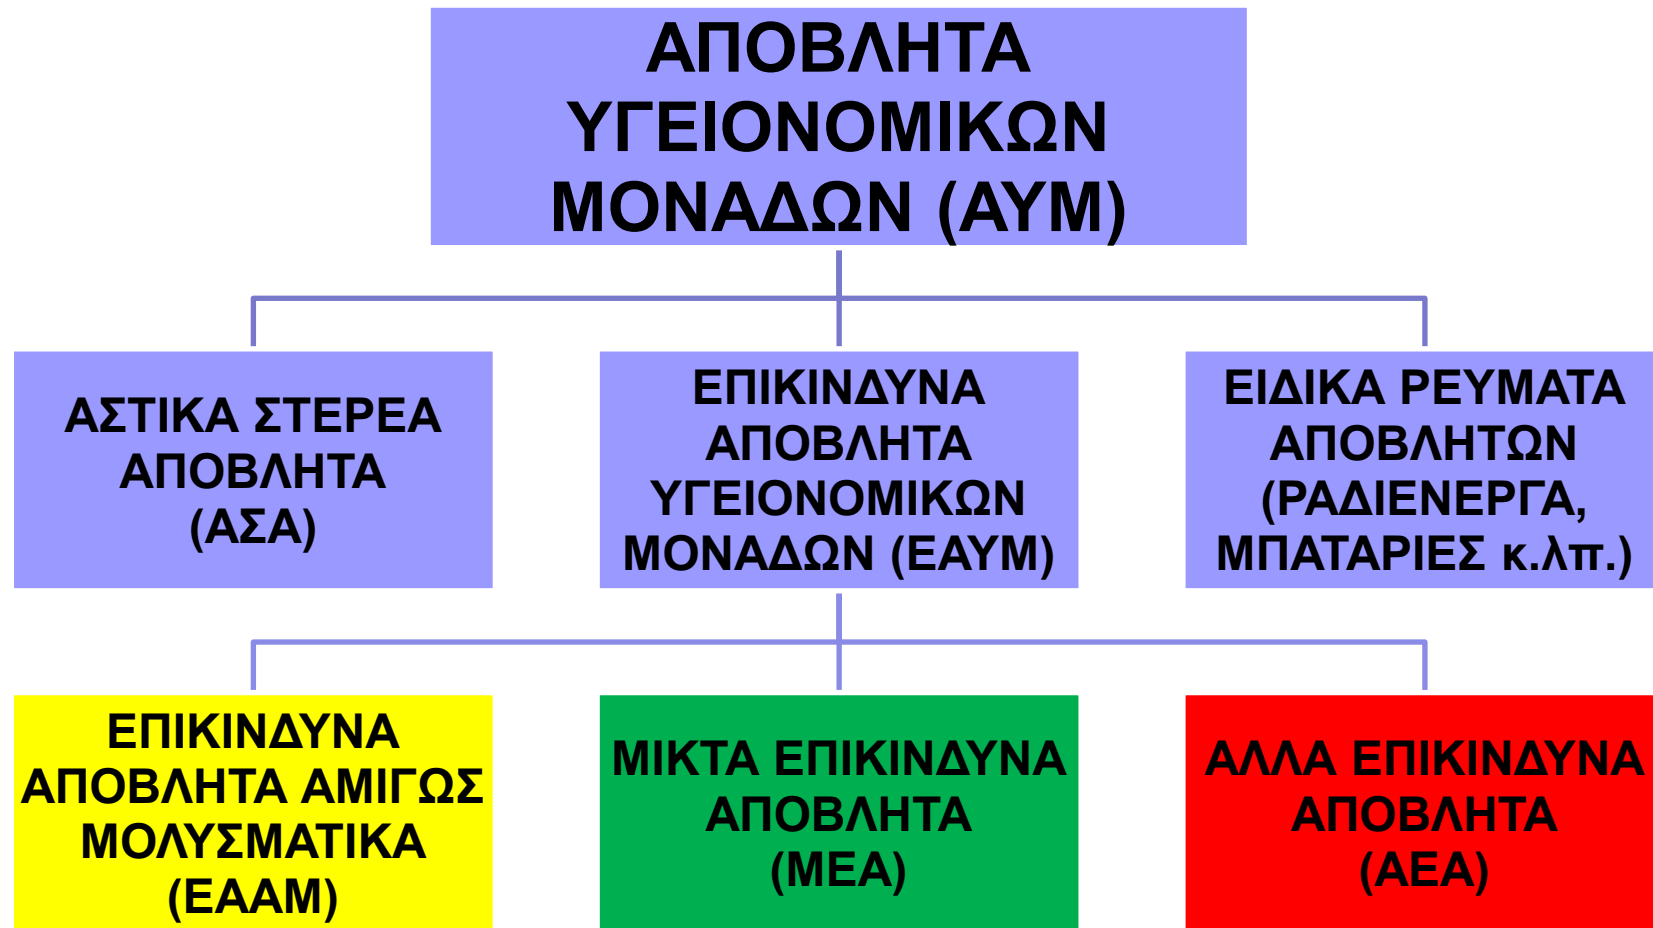 ΑΠΟΒΛΗΤΑ
ΥΓΕΙΟΝΟΜΙΚΩΝ
ΜΟΝΑΔΩΝ (ΑΥΜ)
ΑΣΤΙΚΑ ΣΤΕΡΕΑ
ΑΠΟΒΛΗΤΑ
(ΑΣΑ)
ΕΠΙΚΙΝΔΥΝΑ
ΑΠΟΒΛΗΤΑ
ΥΓΕΙΟΝΟΜΙΚΩΝ
ΜΟΝΑΔΩΝ (ΕΑΥΜ)
ΕΙΔΙΚΑ ΡΕΥΜΑΤΑ
ΑΠΟΒΛΗΤΩΝ
(ΡΑΔΙΕΝΕΡΓΑ,
ΜΠΑΤΑΡΙΕΣ κ.λπ.)
ΕΠΙΚΙΝΔΥΝΑ
ΑΠΟΒΛΗΤΑ ΑΜΙΓΩΣ
ΜΟΛΥΣΜΑΤΙΚΑ
(ΕΑΑΜ)
ΜΙΚΤΑ ΕΠΙΚΙΝΔΥΝΑ
ΑΠΟΒΛΗΤΑ
(ΜΕΑ)
ΑΛΛΑ ΕΠΙΚΙΝΔΥΝΑ
ΑΠΟΒΛΗΤΑ
(ΑΕΑ)